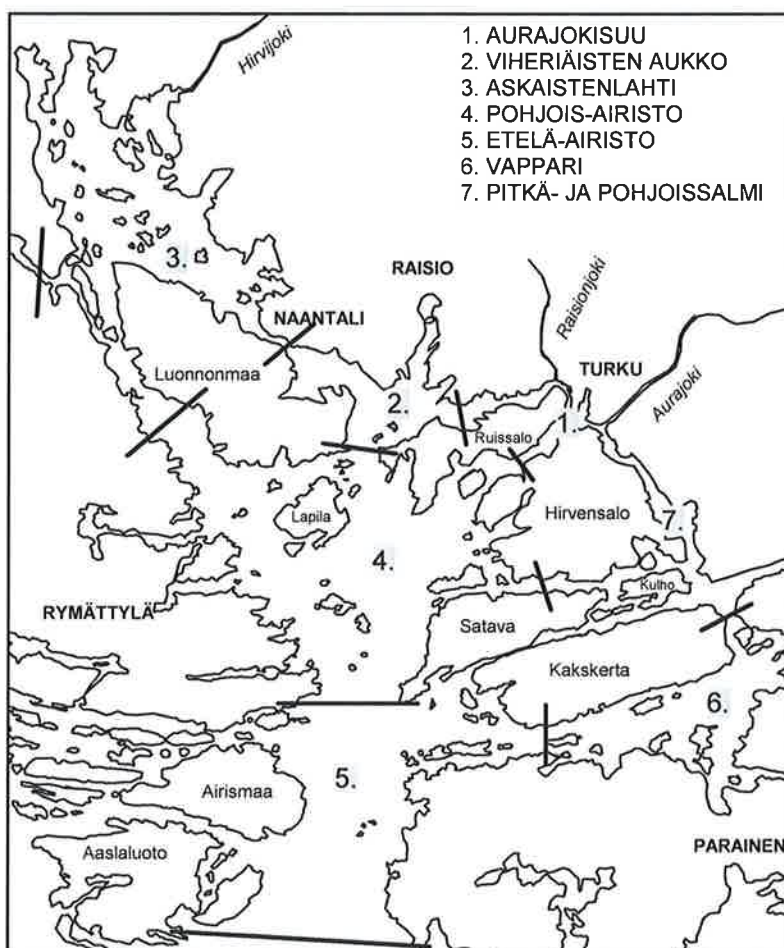 1. AURAJOKISUU
2. VIHERIÄISTEN AUKKO
3. ASKAISTENLAHTI
4. POHJOIS-AIRISTO
5. ETELÄ-AIRISTO
6. VAPPARI
7. PITKÄ- JA POHJOISSALMI
Hirvijoki
3.
RAISIO
Raisionjoki
NAANTALI
TURKU
Luonnonmaa
Aurajoki
2.
1.
Ruissalo
Lapila
Hirvensalo
7.
4.
Kulho
RYMÄTTYLÄ
Satava
Kakskerta
6.
5.
Airismaa
Aaslaluoto
PARAINEN